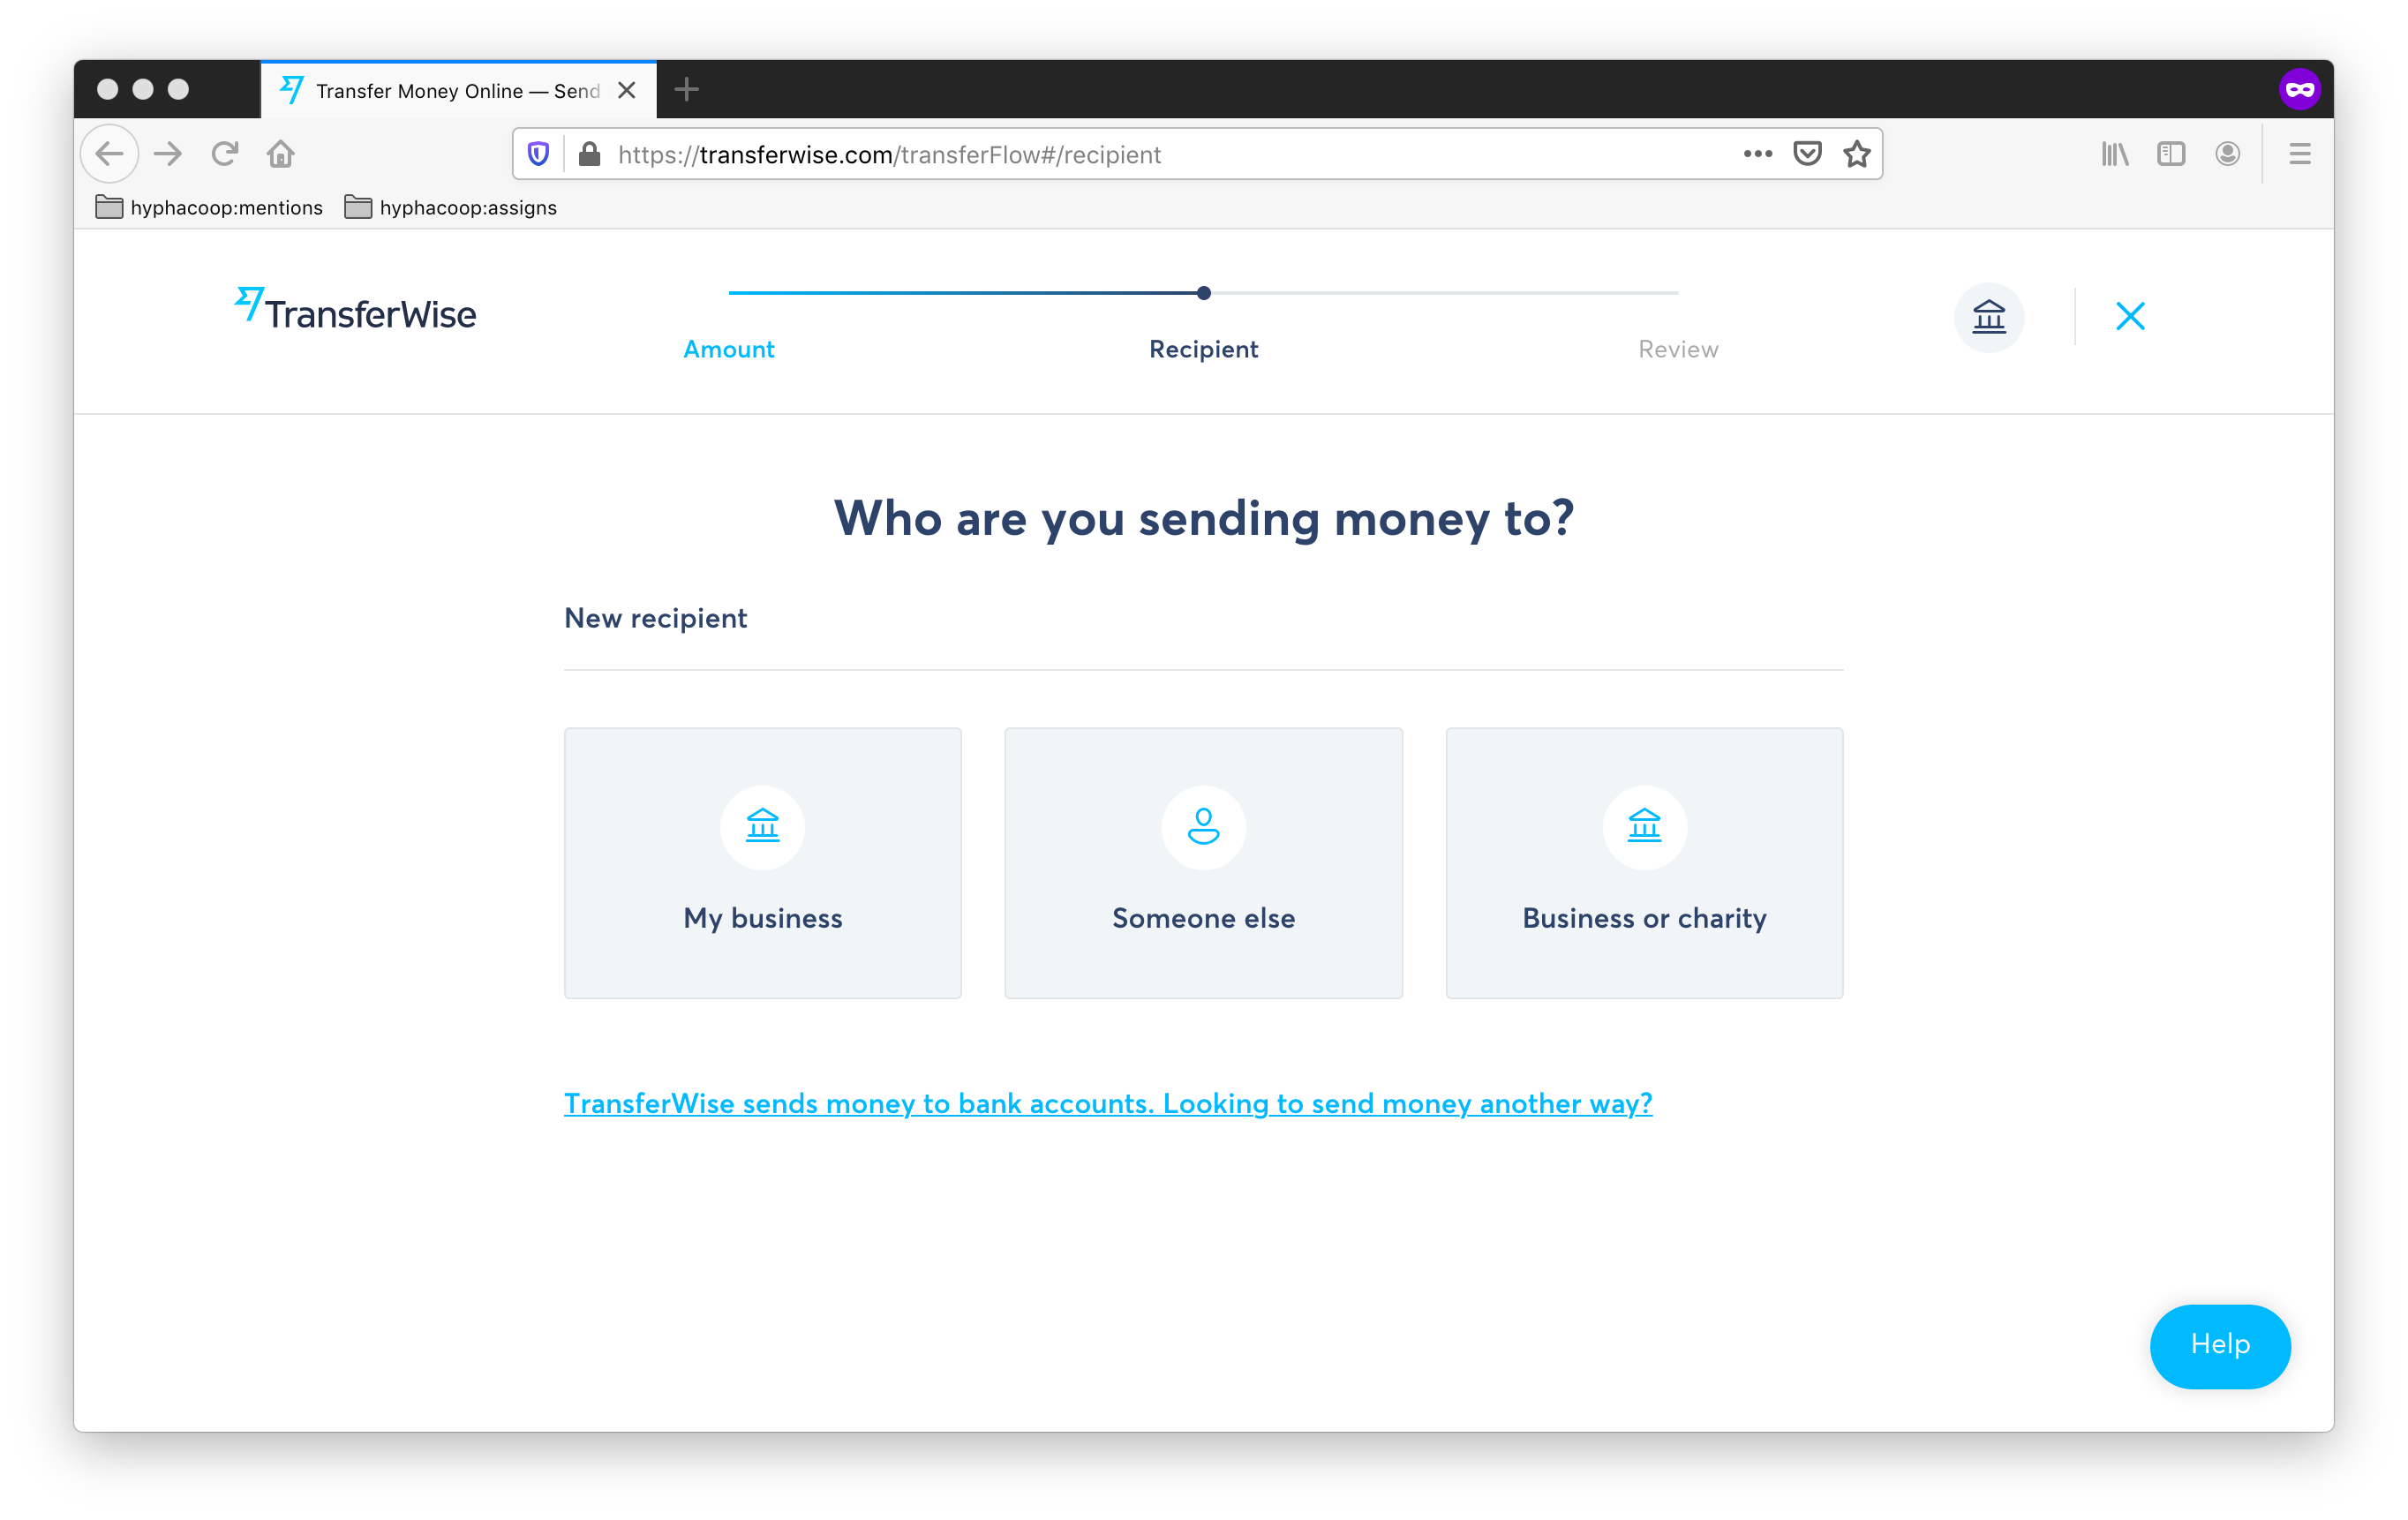 Transfer Money Online — Send
https://transferwise.com/transferFlow#/recipient
hyphacoop:mentions hyphacoop:assigns
TransferWise
Amount Recipient Review
Who are you sending money to?
New recipient
My business Someone else Business or charity
TransferWise sends money to bank accounts. Looking to send money another way?
Help